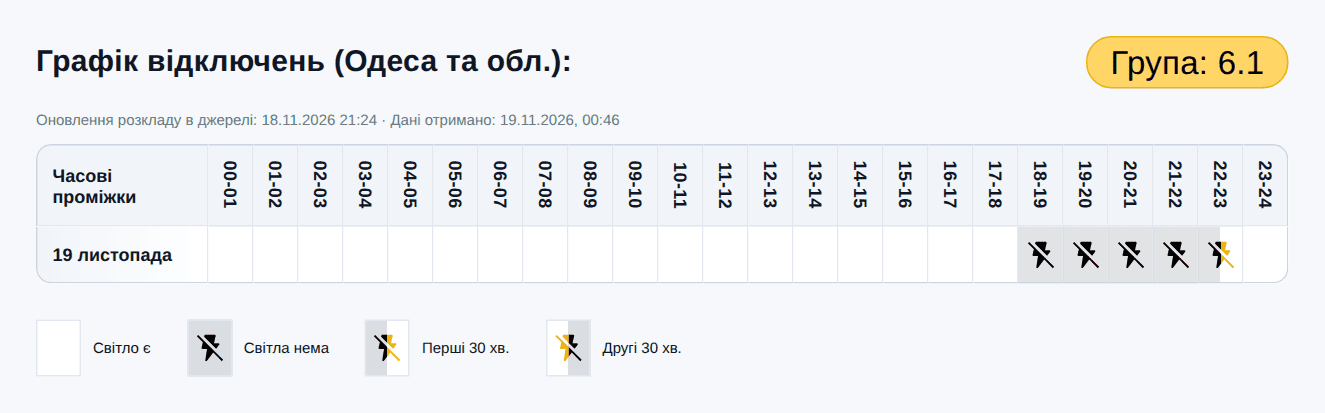 Графік відключень (Одеса та обл.):
Група: 6.1
Оновлення розкладу в джерелі: 18.11.2026 21:24 · Дані отримано: 19.11.2026, 00:46
Часові
проміжки
00-01
01-02
02-03
03-04
04-05
05-06
06-07
07-08
08-09
09-10
10-11
11-12
12-13
13-14
14-15
15-16
16-17
17-18
18-19
19-20
20-21
21-22
22-23
23-24
19 листопада
Світло є
Світла нема
Перші 30 хв.
Другі 30 хв.